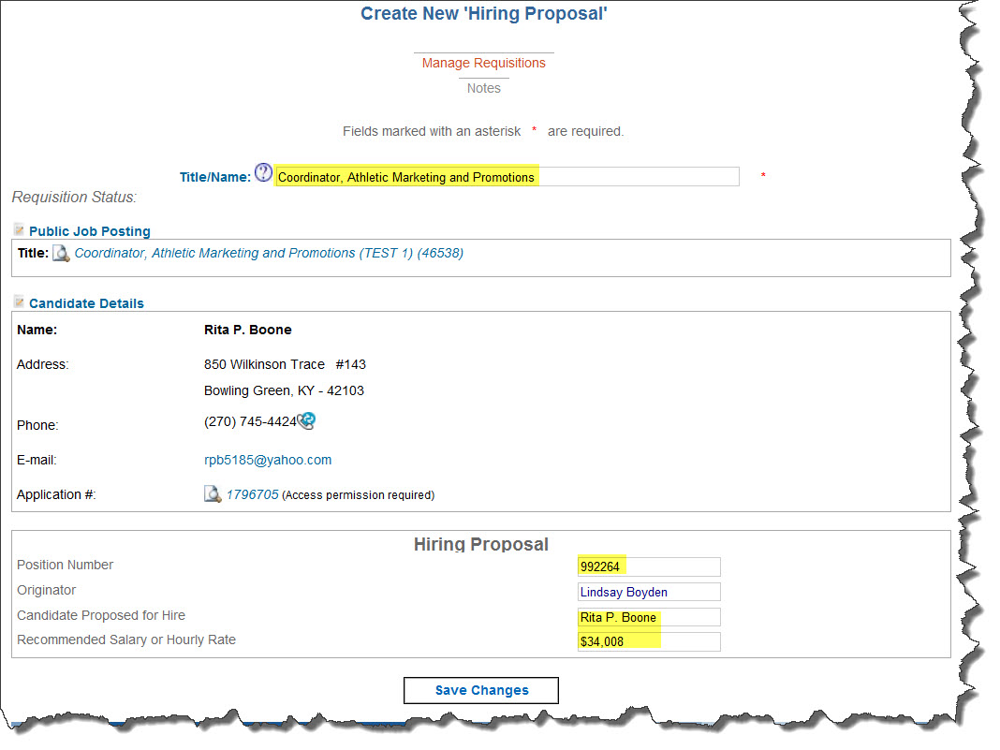 Create New 'Hiring Proposal'
Manage Requisitions
Notes
Fields marked with an asterisk * are required.
Title/Name: ? Coordinator, Athletic Marketing and Promotions *
Requisition Status:
Public Job Posting
Title: Coordinator, Athletic Marketing and Promotions (TEST 1) (46538)
Candidate Details
Name: Rita P. Boone
Address: 850 Wilkinson Trace #143
Bowling Green, KY - 42103
Phone: (270) 745-4424
E-mail: rpb5185@yahoo.com
Application #: 1796705 (Access permission required)
Hiring Proposal
Position Number 992264
Originator Lindsay Boyden
Candidate Proposed for Hire Rita P. Boone
Recommended Salary or Hourly Rate $34,008
Save Changes